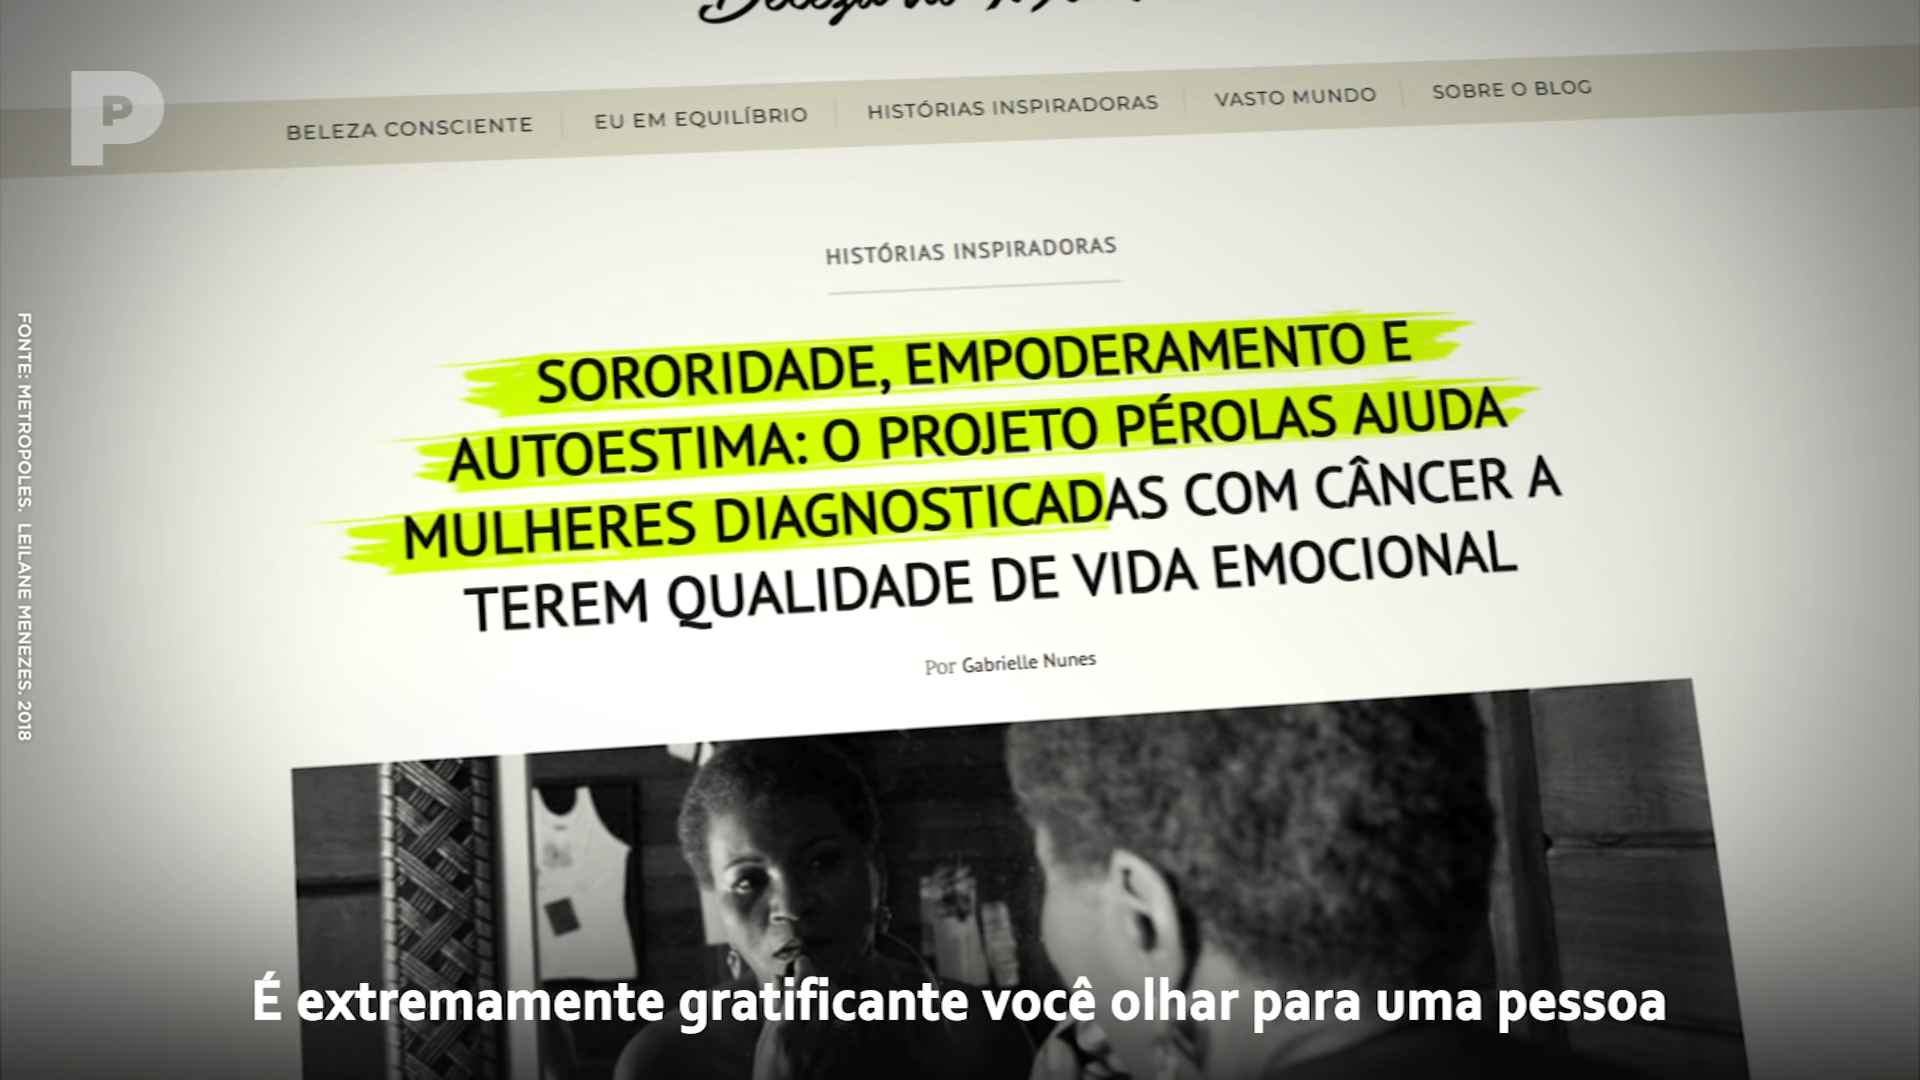 BELEZA CONSCIENTE
EU EM EQUILÍBRIO
HISTÓRIAS INSPIRADORAS
VASTO MUNDO
SOBRE O BLOG
HISTÓRIAS INSPIRADORAS
SORORIDADE, EMPODERAMENTO E
AUTOESTIMA: O PROJETO PÉROLAS AJUDA
MULHERES DIAGNOSTICADAS COM CÂNCER A
TEREM QUALIDADE DE VIDA EMOCIONAL
Por Gabrielle Nunes
FONTE: METROPOLES. LEILANE MENEZES. 2018
É extremamente gratificante você olhar para uma pessoa